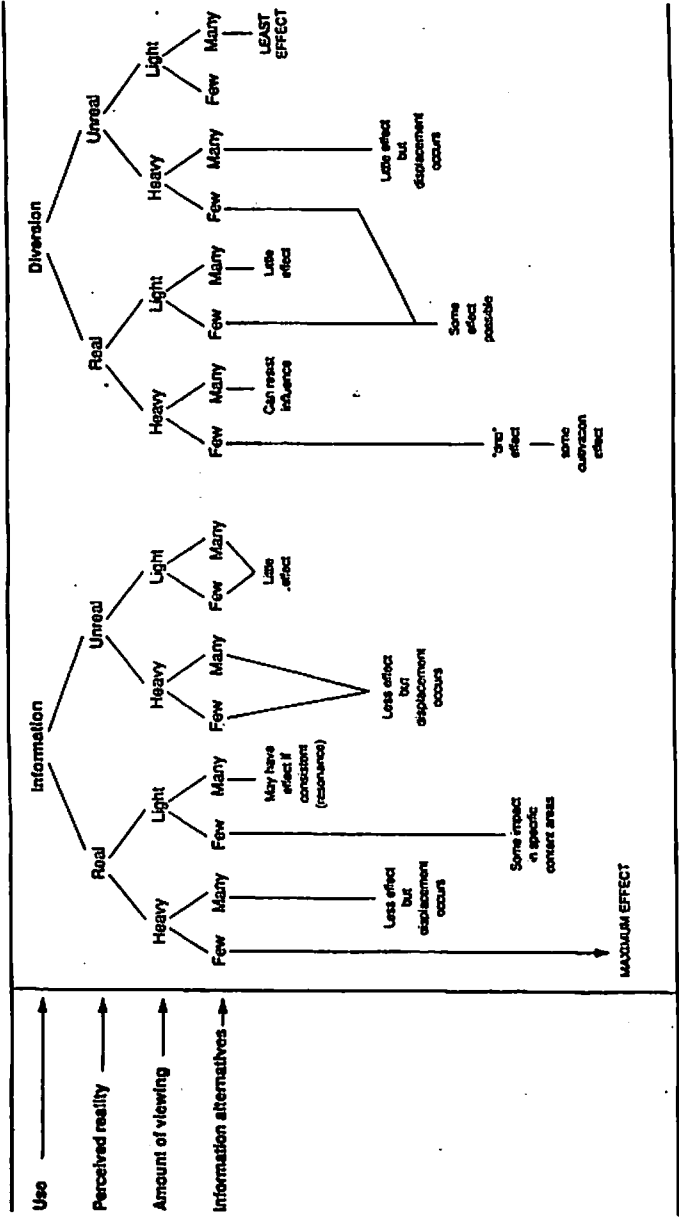 Use
Perceived reality
Amount of viewing
Information alternatives
Information
Diversion
Real
Unreal
Real
Unreal
Heavy
Light
Heavy
Light
Heavy
Light
Heavy
Light
Few
Many
Few
Many
Few
Many
Few
Many
Few
Many
Few
Many
Few
Many
Few
Many
MAXIMUM EFFECT
Less effect
but
displacement
occurs
Some impact
in specific
content areas
May have
effect if
consistent
(resonance)
Less effect
but
displacement
occurs
Little
effect
"drip"
effect
some
cultivation
effect
Can resist
influence
Some
effect
possible
Little
effect
Little effect
but
displacement
occurs
LEAST
EFFECT